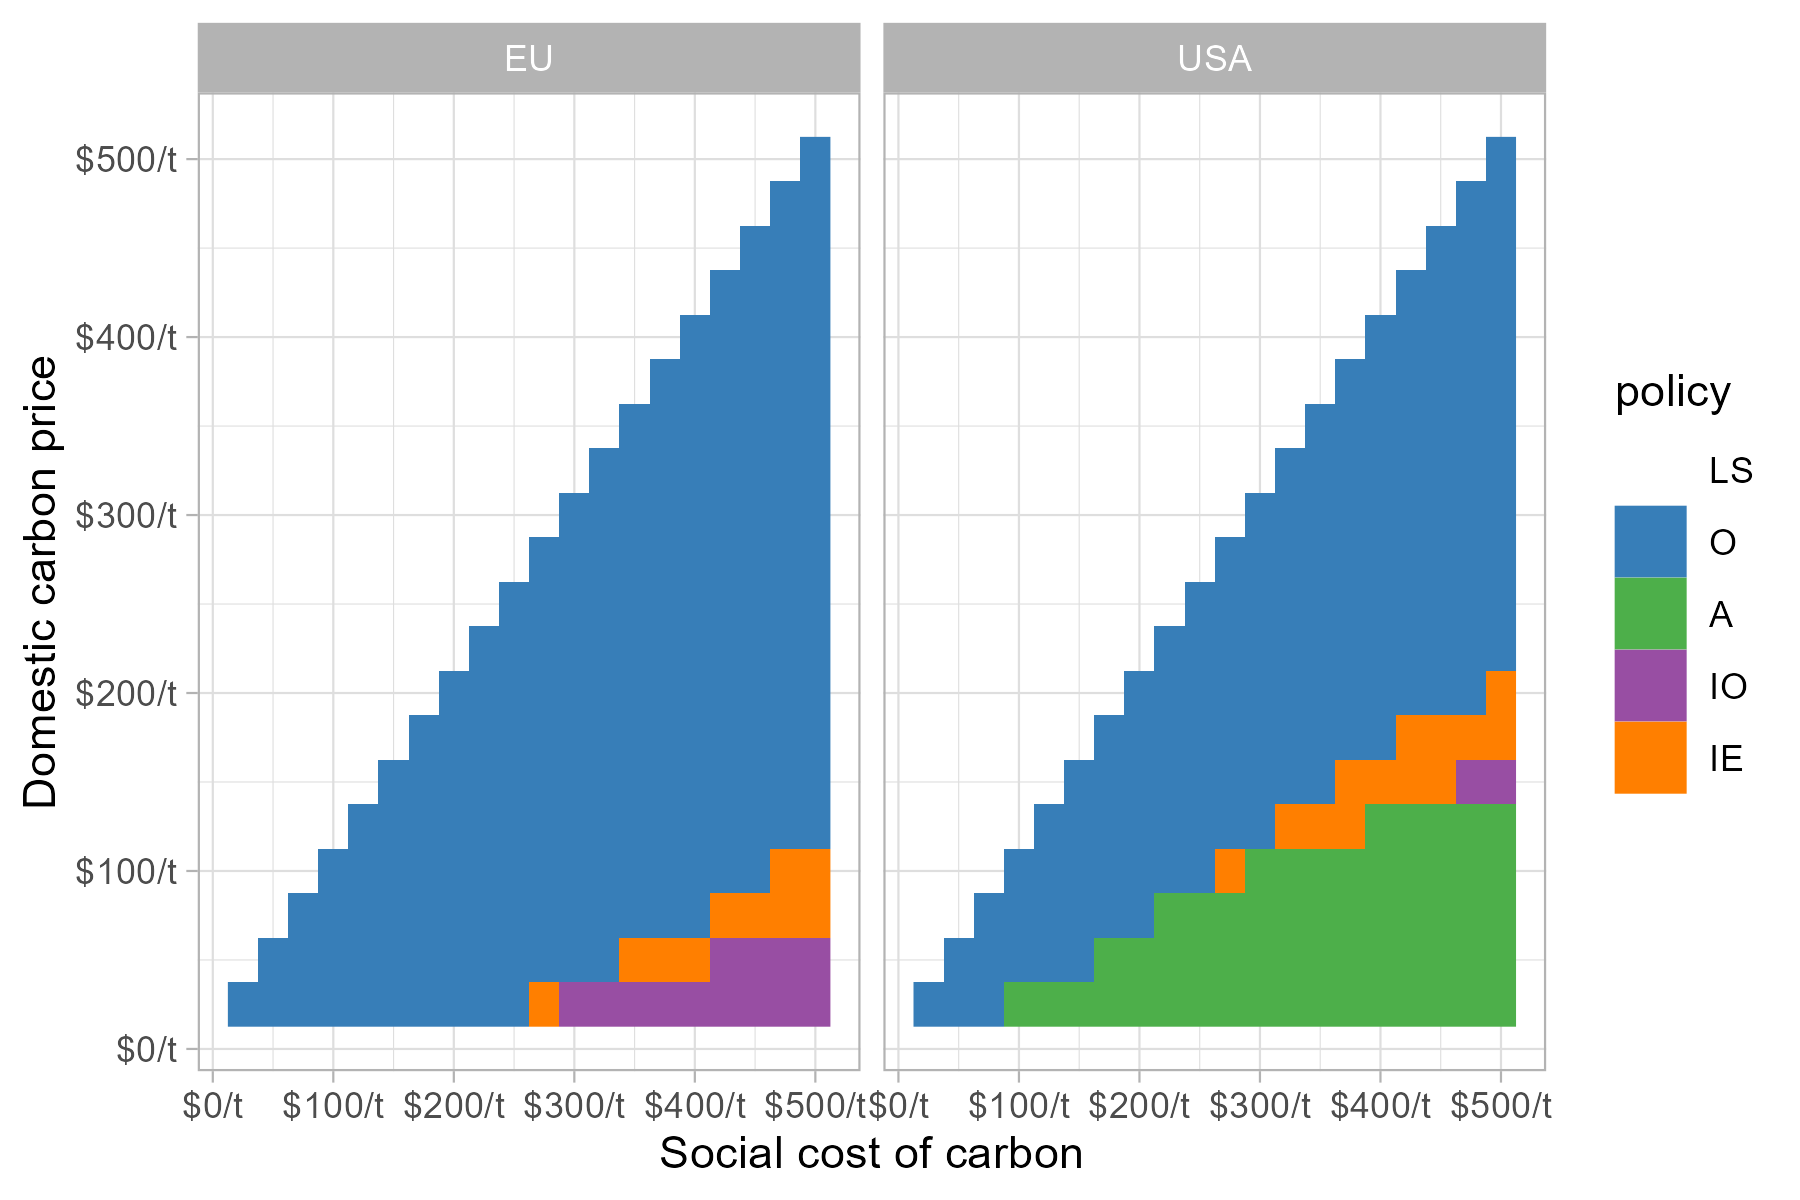 EU
USA
Domestic carbon price
$500/t
$400/t
$300/t
$200/t
$100/t
$0/t
$0/t $100/t $200/t $300/t $400/t $500/t
$0/t $100/t $200/t $300/t $400/t $500/t
Social cost of carbon
policy
LS
O
A
IO
IE